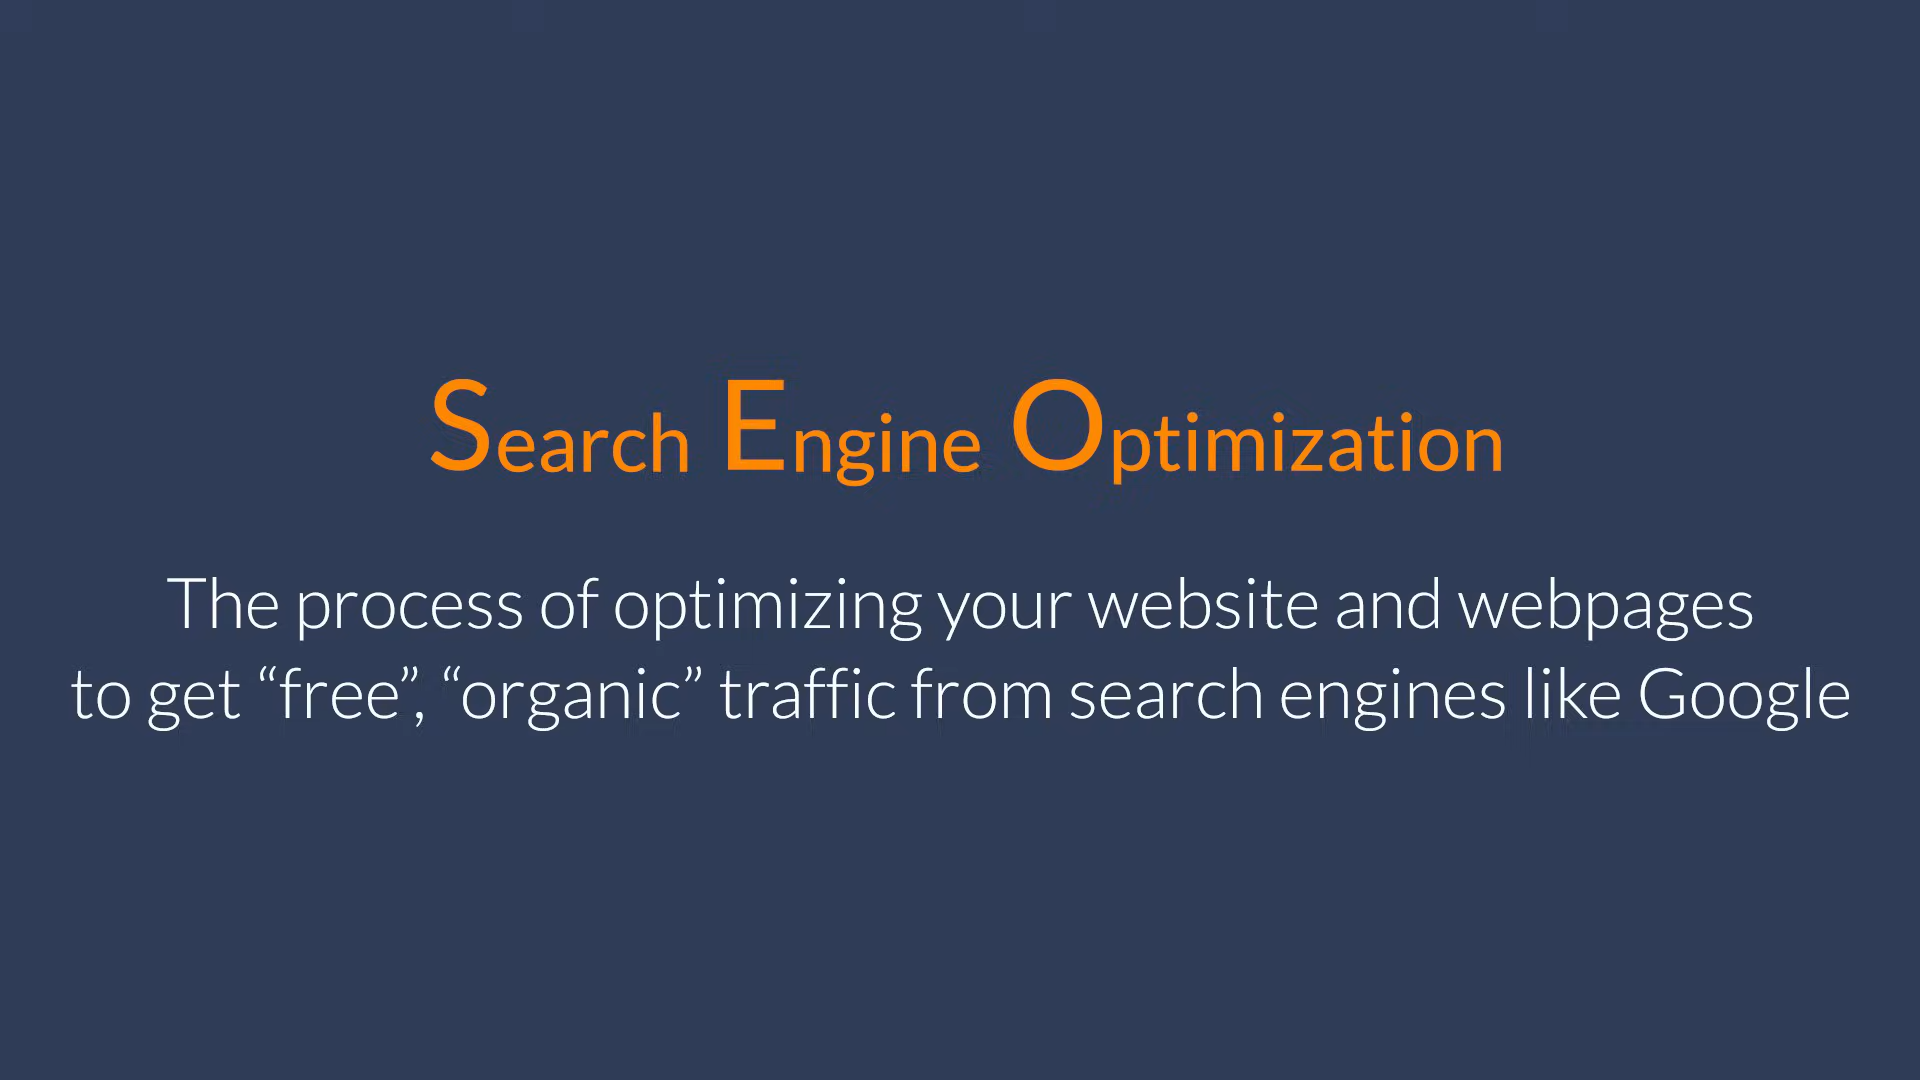 Search Engine Optimization
The process of optimizing your website and webpages
to get “free”, “organic” traffic from search engines like Google